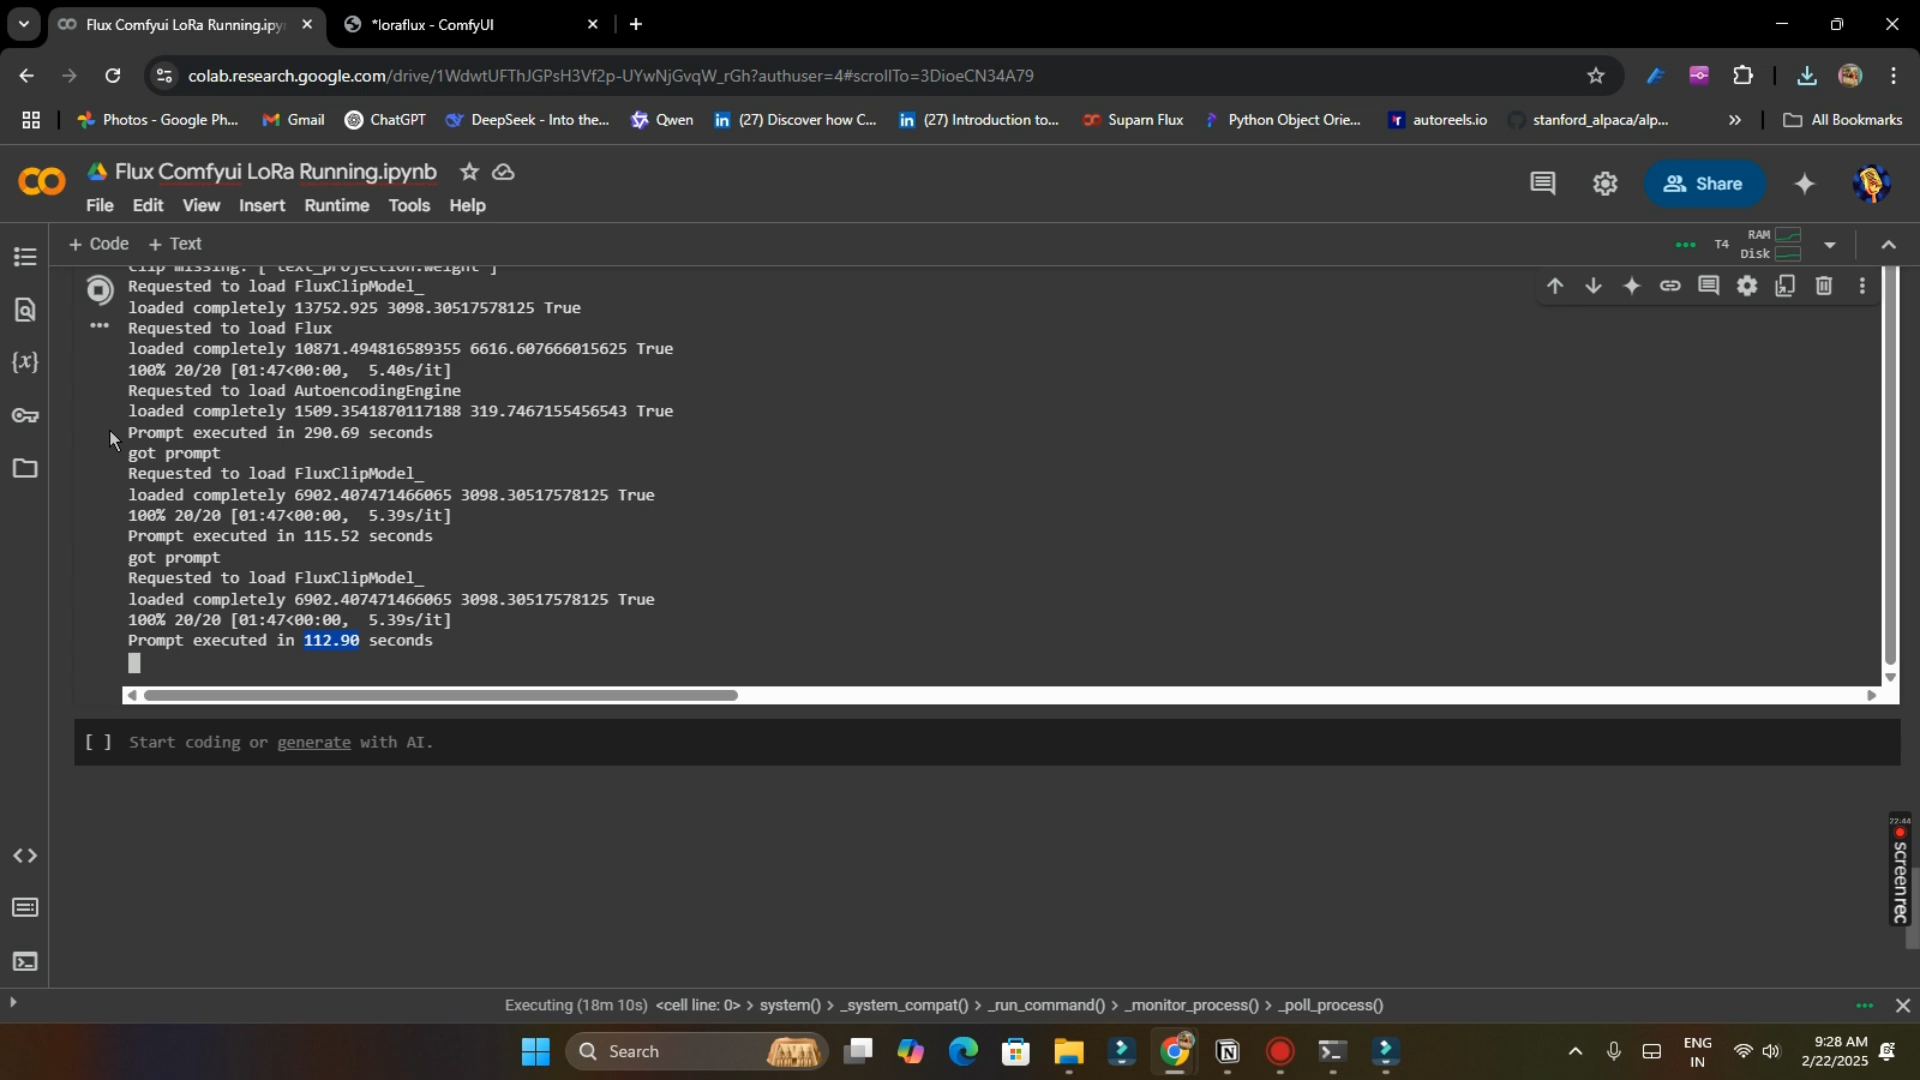 Flux Comfyui LoRa Running.ipy
*loraflux - ComfyUI
colab.research.google.com/drive/1WdwtUFThJGPsH3Vf2p-UYwNjGvqW_rGh?authuser=4#scrollTo=3DioeCN34A79
Photos - Google Ph...
Gmail
ChatGPT
DeepSeek - Into the...
Qwen
(27) Discover how C...
(27) Introduction to...
Suparn Flux
Python Object Orie...
autoreels.io
stanford_alpaca/alp...
All Bookmarks
Flux Comfyui LoRa Running.ipynb
Share
File Edit View Insert Runtime Tools Help
+ Code + Text
T4
RAM
Disk
clip missing: ['text_projection.weight']
Requested to load FluxClipModel_
loaded completely 13752.925 3098.30517578125 True
Requested to load Flux
loaded completely 10871.494816589355 6616.607666015625 True
100% 20/20 [01:47<00:00, 5.40s/it]
Requested to load AutoencodingEngine
loaded completely 1509.3541870117188 319.7467155456543 True
Prompt executed in 290.69 seconds
got prompt
Requested to load FluxClipModel_
loaded completely 6902.407471466065 3098.30517578125 True
100% 20/20 [01:47<00:00, 5.39s/it]
Prompt executed in 115.52 seconds
got prompt
Requested to load FluxClipModel_
loaded completely 6902.407471466065 3098.30517578125 True
100% 20/20 [01:47<00:00, 5.39s/it]
Prompt executed in 112.90 seconds
[ ] Start coding or generate with AI.
22:44
screenrec
Executing (18m 10s) <cell line: 0> > system() > _system_compat() > _run_command() > _monitor_process() > _poll_process()
Search
ENG
IN
9:28 AM
2/22/2025